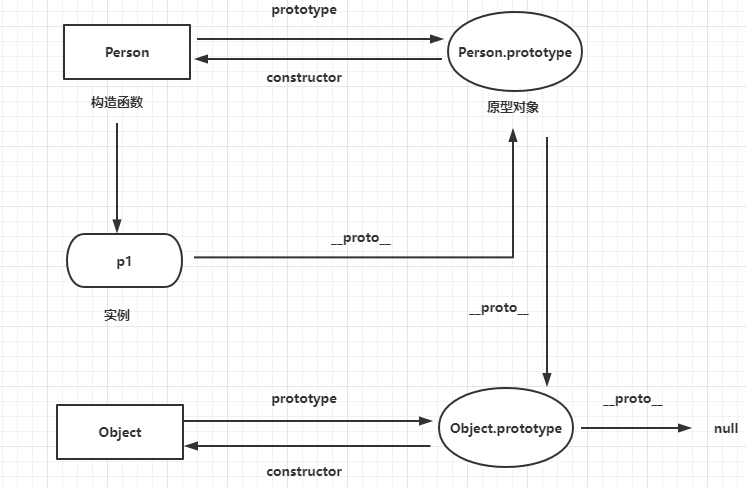 prototype
Person
Person.prototype
constructor
构造函数
原型对象
__proto__
p1
实例
__proto__
prototype
__proto__
Object
Object.prototype
null
constructor